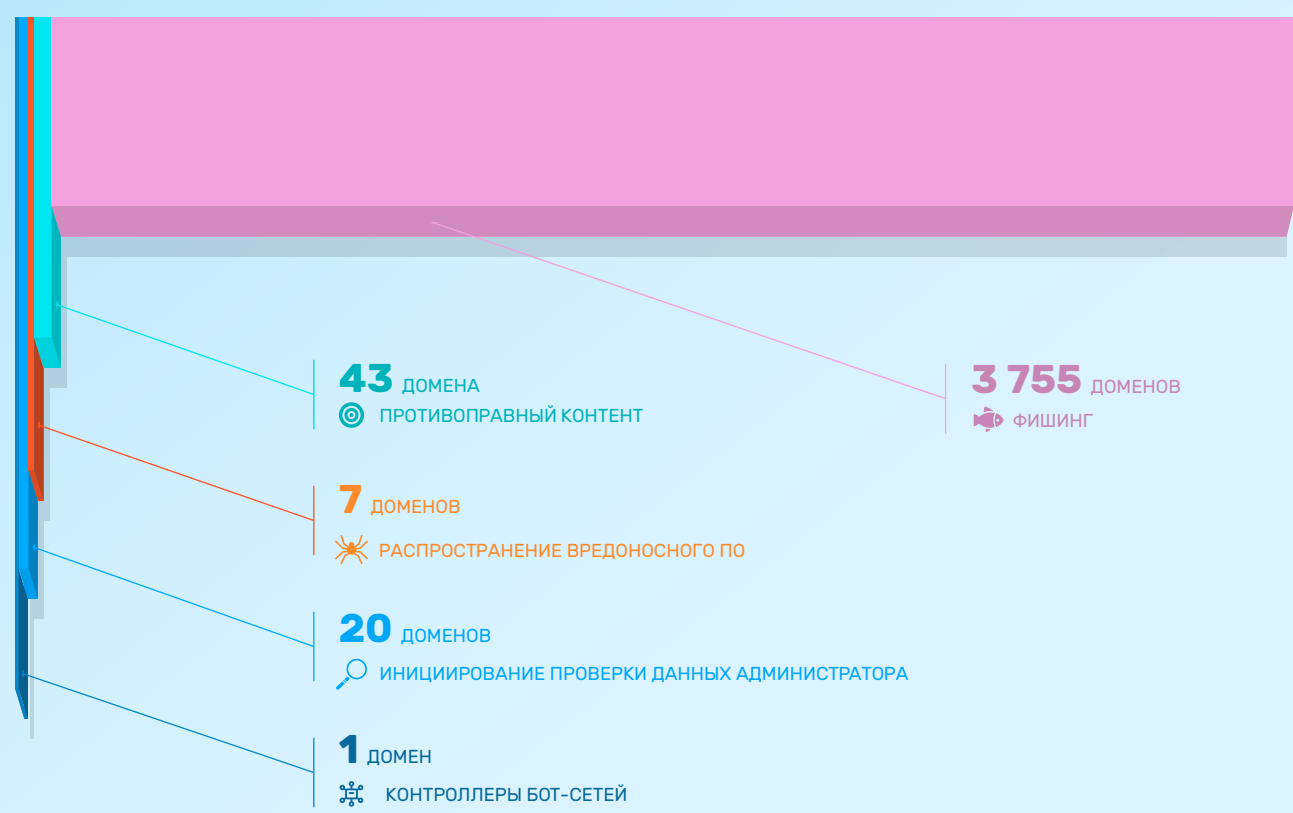 43 ДОМЕНА
ПРОТИВОПРАВНЫЙ КОНТЕНТ
3 755 ДОМЕНОВ
ФИШИНГ
7 ДОМЕНОВ
РАСПРОСТРАНЕНИЕ ВРЕДОНОСНОГО ПО
20 ДОМЕНОВ
ИНИЦИИРОВАНИЕ ПРОВЕРКИ ДАННЫХ АДМИНИСТРАТОРА
1 ДОМЕН
КОНТРОЛЛЕРЫ БОТ-СЕТЕЙ